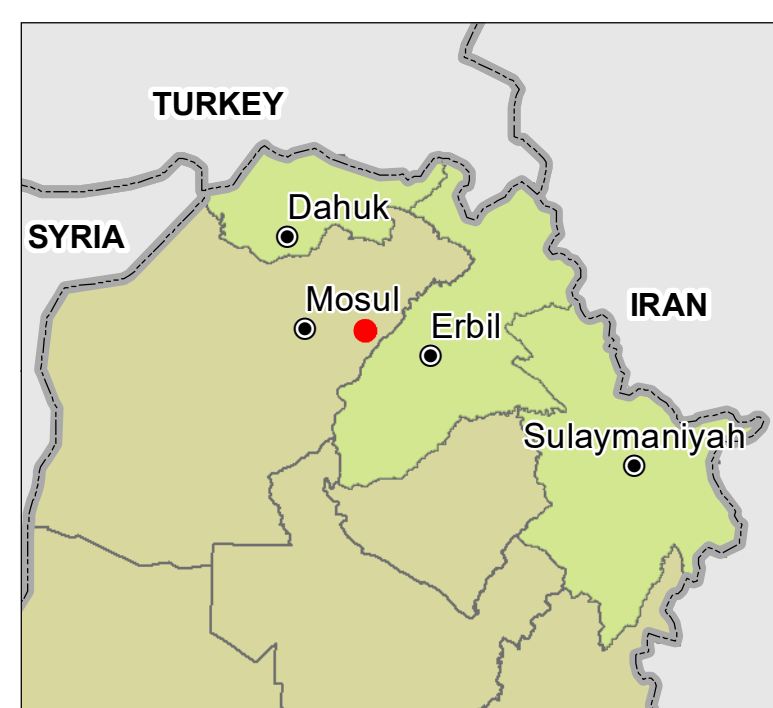 TURKEY
Dahuk
SYRIA
Mosul
IRAN
Erbil
Sulaymaniyah